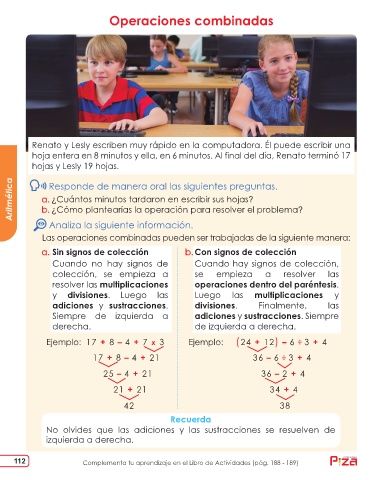 Operaciones combinadas
Renato y Lesly escriben muy rápido en la computadora. Él puede escribir una
hoja entera en 8 minutos y ella, en 6 minutos. Al final del día, Renato terminó 17
hojas y Lesly 19 hojas.
Aritmética
Responde de manera oral las siguientes preguntas.
a. ¿Cuántos minutos tardaron en escribir sus hojas?
b. ¿Cómo plantearías la operación para resolver el problema?
Analiza la siguiente información.
Las operaciones combinadas pueden ser trabajadas de la siguiente manera:
a. Sin signos de colección
Cuando no hay signos de
colección, se empieza a
resolver las multiplicaciones
y divisiones. Luego las
adiciones y sustracciones.
Siempre de izquierda a
derecha.
Ejemplo: 17 + 8 – 4 + 7 x 3
17 + 8 – 4 + 21
25 – 4 + 21
21 + 21
42
b. Con signos de colección
Cuando hay signos de colección,
se empieza a resolver las
operaciones dentro del paréntesis.
Luego las multiplicaciones y
divisiones. Finalmente, las
adiciones y sustracciones. Siempre
de izquierda a derecha.
Ejemplo: (24 + 12) – 6 ÷ 3 + 4
36 – 6 ÷ 3 + 4
36 – 2 + 4
34 + 4
38
Recuerda
No olvides que las adiciones y las sustracciones se resuelven de
izquierda a derecha.
112
Complementa tu aprendizaje en el Libro de Actividades (pág. 188 - 189)